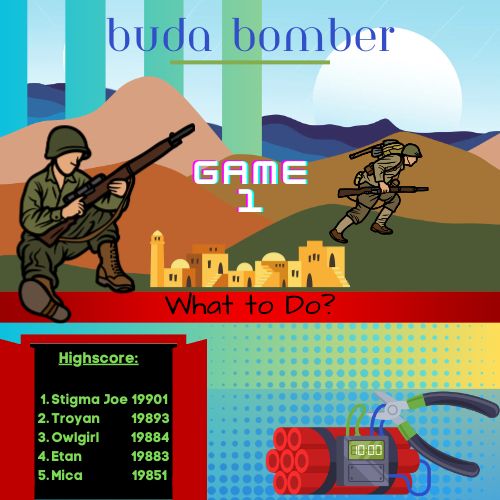 buda bomber
GAME
1
What to Do?
Highscore:
1. Stigma Joe 19901
2. Troyan 19893
3. Owlgirl 19884
4. Etan 19883
5. Mica 19851
10:00